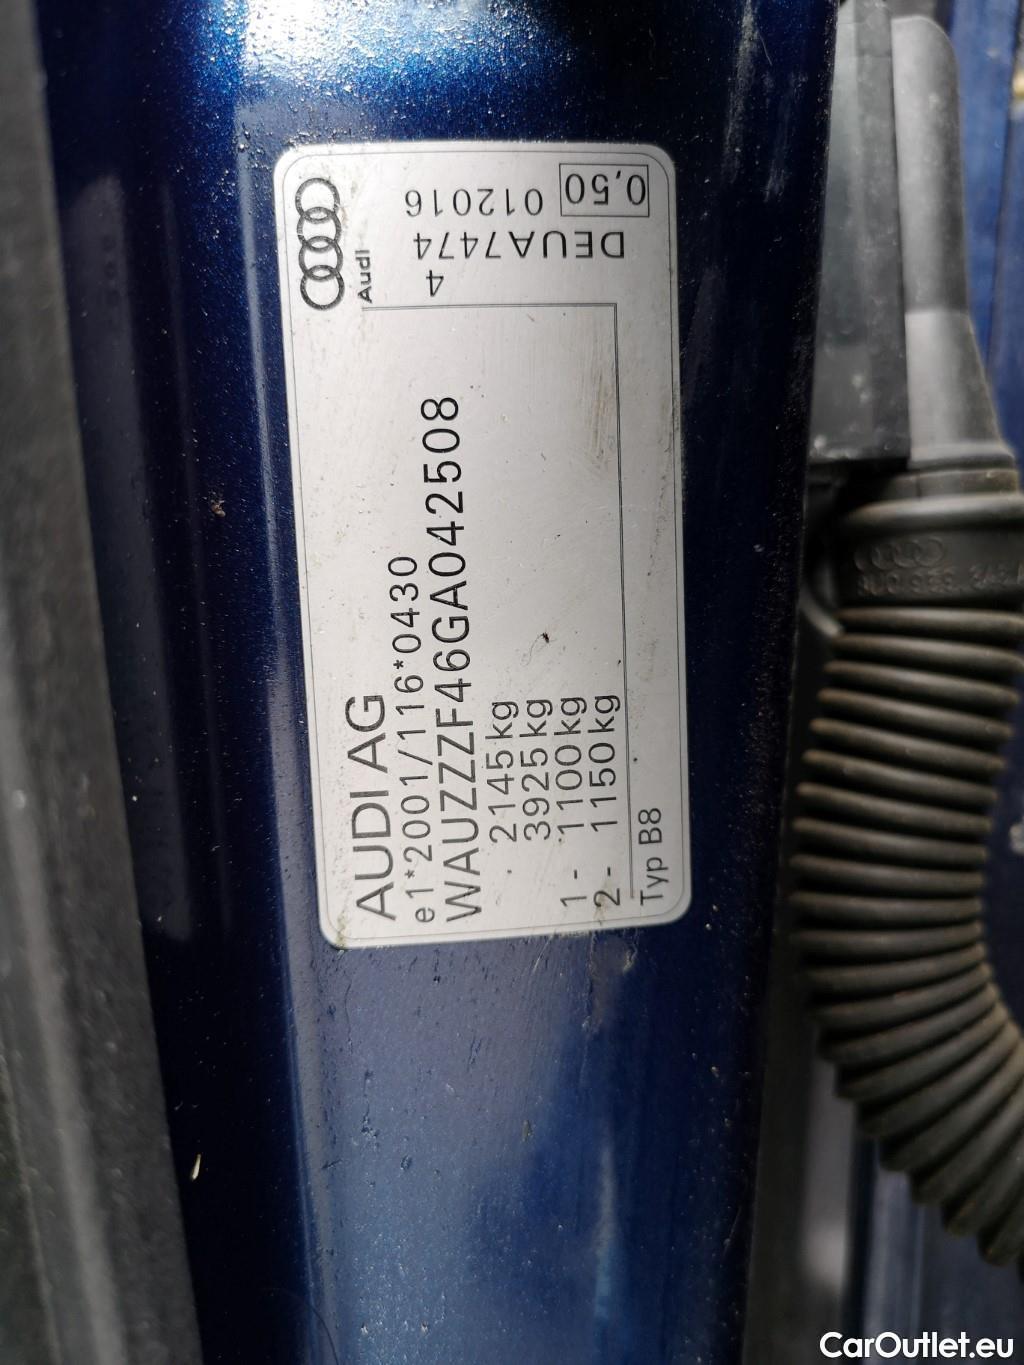 AUDI AG
e1*2001/116*0430
WAUZZZF46GA042508
2145 kg
3925 kg
1 - 1100 kg
2 - 1150 kg
Typ B8
Audi
4
DEUA7474
012016
0,50
CarOutlet.eu